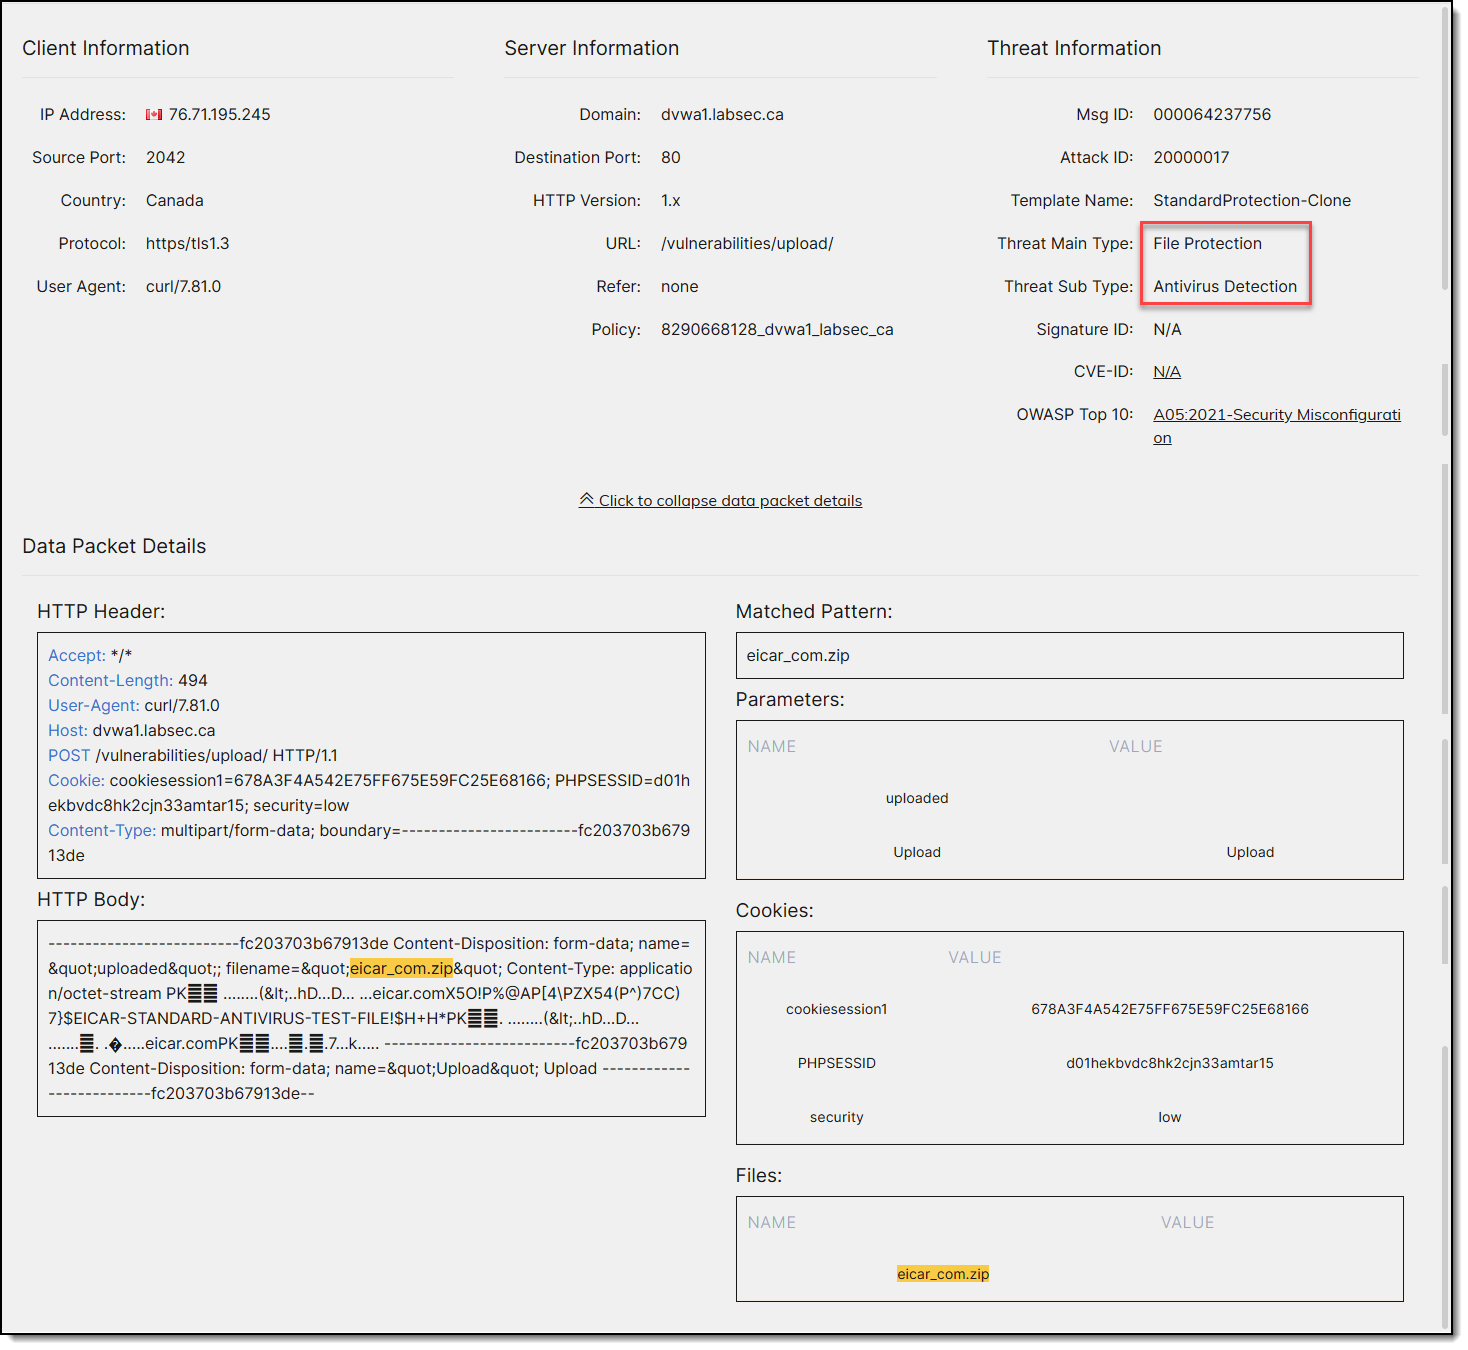 Client Information
IP Address: 76.71.195.245
Source Port: 2042
Country: Canada
Protocol: https/tls1.3
User Agent: curl/7.81.0
Server Information
Domain: dvwa1.labsec.ca
Destination Port: 80
HTTP Version: 1.x
URL: /vulnerabilities/upload/
Refer: none
Policy: 8290668128_dvwa1_labsec_ca
Threat Information
Msg ID: 000064237756
Attack ID: 20000017
Template Name: StandardProtection-Clone
Threat Main Type: File Protection
Threat Sub Type: Antivirus Detection
Signature ID: N/A
CVE-ID: N/A
OWASP Top 10: A05:2021-Security Misconfigurati
on
Click to collapse data packet details
Data Packet Details
HTTP Header:
Accept: */*
Content-Length: 494
User-Agent: curl/7.81.0
Host: dvwa1.labsec.ca
POST /vulnerabilities/upload/ HTTP/1.1
Cookie: cookiesession1=678A3F4A542E75FF675E59FC25E68166; PHPSESSID=d01h
ekbvdc8hk2cjn33amtar15; security=low
Content-Type: multipart/form-data; boundary=------------------------fc203703b679
13de
HTTP Body:
--------------------------fc203703b67913de Content-Disposition: form-data; name=
&quot;uploaded&quot;; filename=&quot;eicar_com.zip&quot; Content-Type: applicatio
n/octet-stream PK▒▒ ........(&lt;..hD...D... ...eicar.comX5O!P%@AP[4\PZX54(P^)7CC)
7}$EICAR-STANDARD-ANTIVIRUS-TEST-FILE!$H+H*PK▒▒. ........(&lt;..hD...D...
.......▒. .�.....eicar.comPK▒▒....▒.▒.7...k..... --------------------------fc203703b679
13de Content-Disposition: form-data; name=&quot;Upload&quot; Upload ------------
--------------fc203703b67913de--
Matched Pattern:
eicar_com.zip
Parameters:
NAME VALUE
uploaded
Upload Upload
Cookies:
NAME VALUE
cookiesession1 678A3F4A542E75FF675E59FC25E68166
PHPSESSID d01hekbvdc8hk2cjn33amtar15
security low
Files:
NAME VALUE
eicar_com.zip